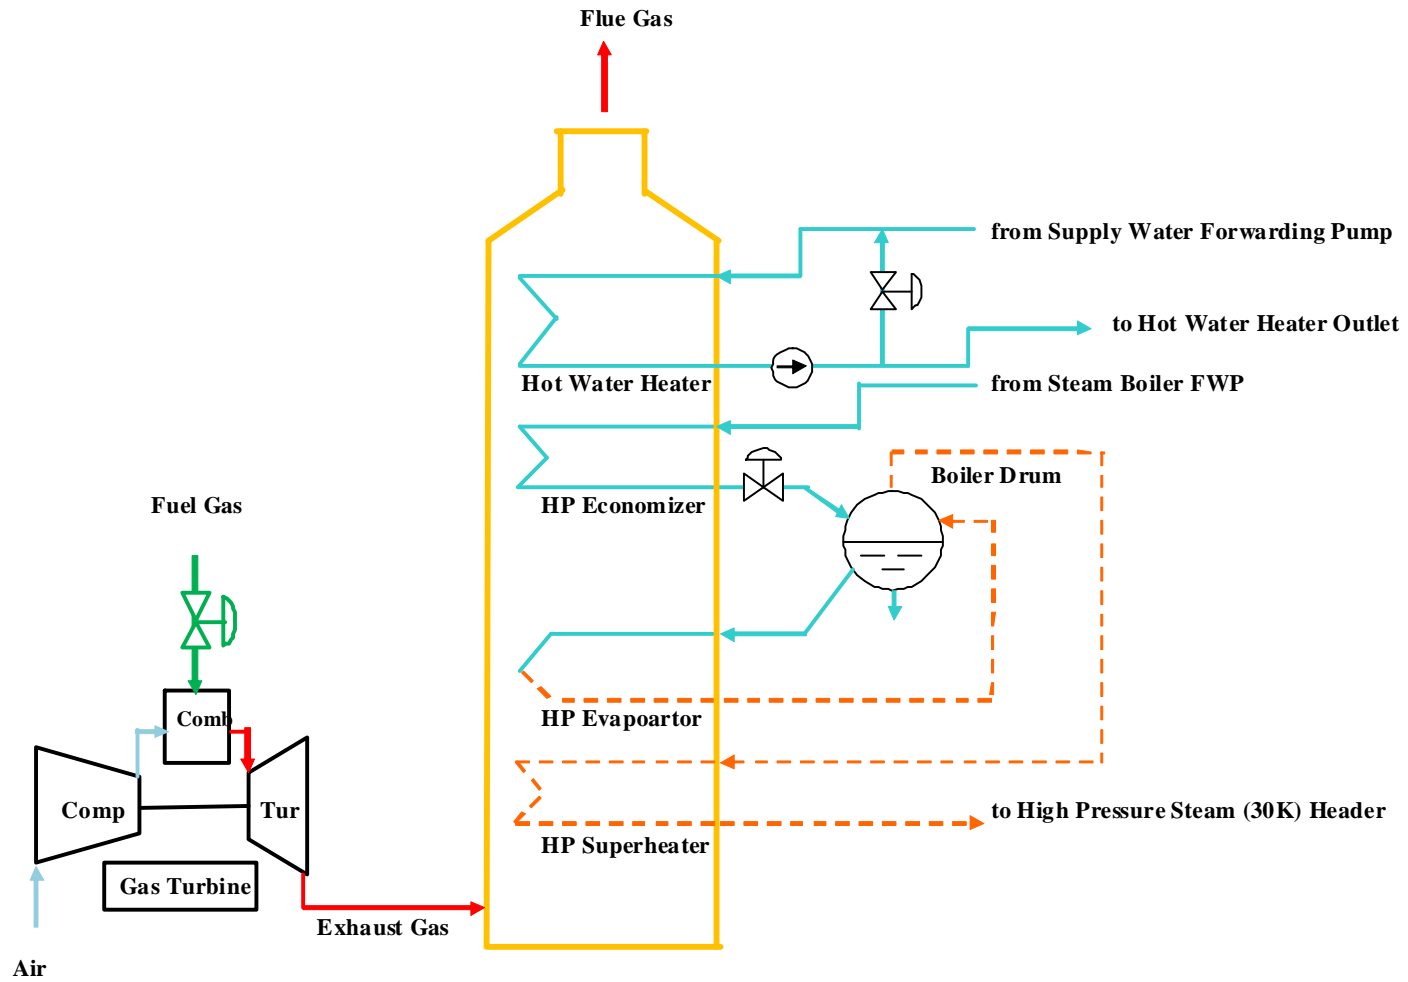 Flue Gas
from Supply Water Forwarding Pump
to Hot Water Heater Outlet
Hot Water Heater
from Steam Boiler FWP
Boiler Drum
HP Economizer
Fuel Gas
HP Evapoartor
Comb
Comp
Tur
to High Pressure Steam (30K) Header
HP Superheater
Gas Turbine
Exhaust Gas
Air